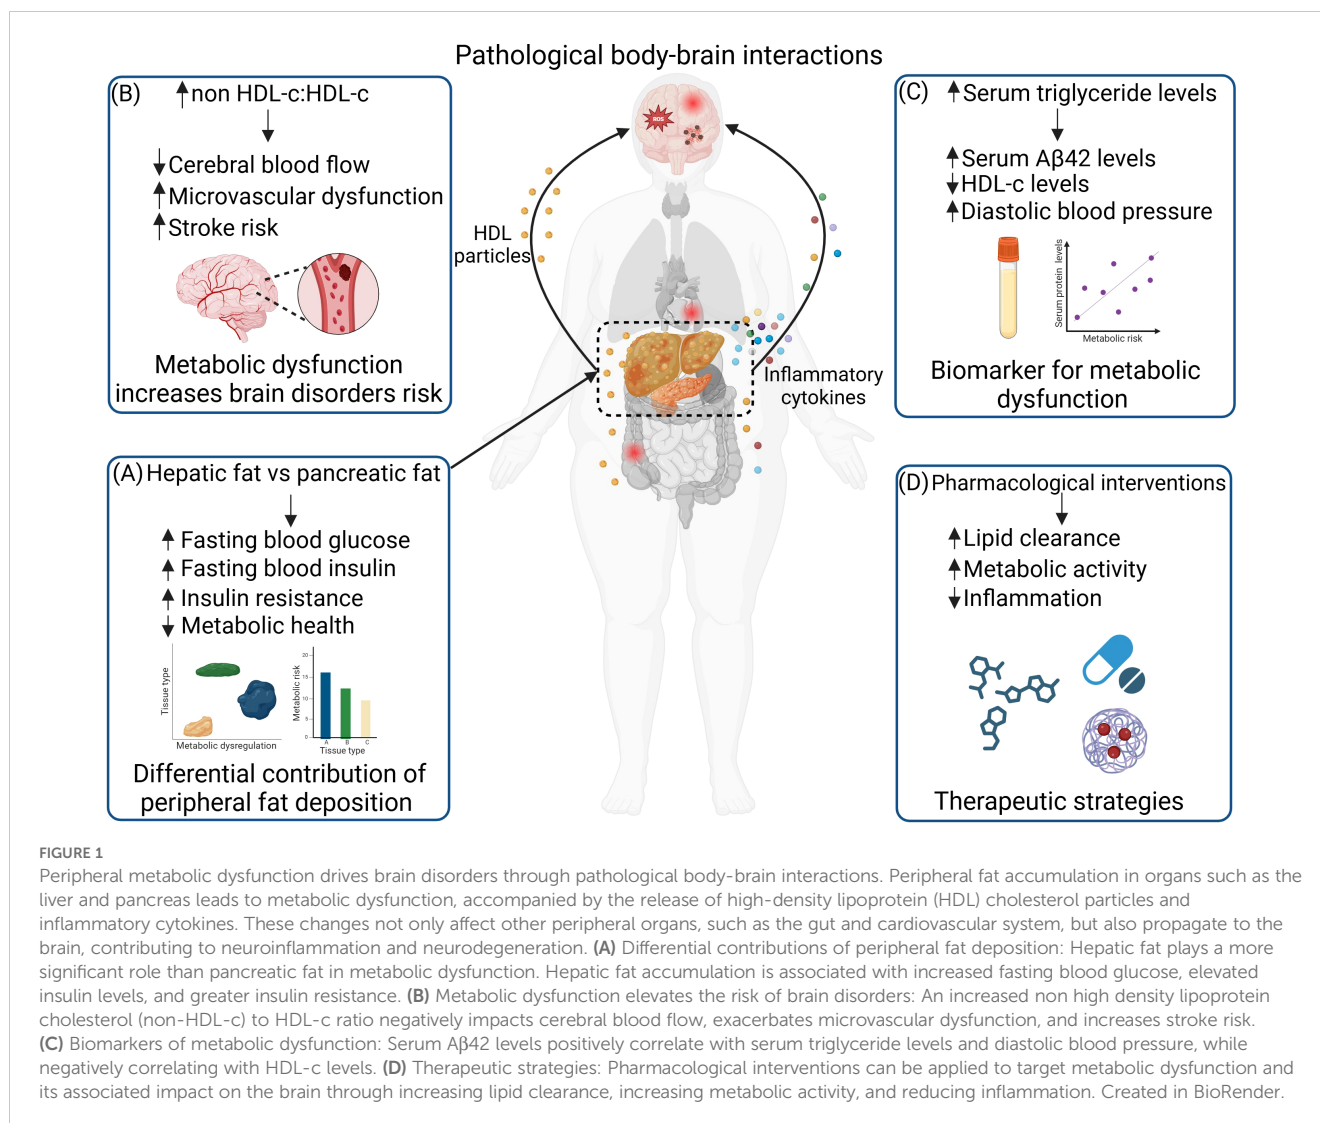 Pathological body-brain interactions
(B)
non HDL-c:HDL-c
Cerebral blood flow
Microvascular dysfunction
Stroke risk
Metabolic dysfunction
increases brain disorders risk
(A) Hepatic fat vs pancreatic fat
Fasting blood glucose
Fasting blood insulin
Insulin resistance
Metabolic health
Tissue type
Metabolic dysregulation
Metabolic risk
20
15
10
5
0
A B C
Tissue type
Differential contribution of
peripheral fat deposition
ROS
HDL
particles
Inflammatory
cytokines
(C)
Serum triglyceride levels
Serum Aβ42 levels
HDL-c levels
Diastolic blood pressure
Serum protein levels
Metabolic risk
Biomarker for metabolic
dysfunction
(D) Pharmacological interventions
Lipid clearance
Metabolic activity
Inflammation
Therapeutic strategies
FIGURE 1
Peripheral metabolic dysfunction drives brain disorders through pathological body-brain interactions. Peripheral fat accumulation in organs such as the
liver and pancreas leads to metabolic dysfunction, accompanied by the release of high-density lipoprotein (HDL) cholesterol particles and
inflammatory cytokines. These changes not only affect other peripheral organs, such as the gut and cardiovascular system, but also propagate to the
brain, contributing to neuroinflammation and neurodegeneration. (A) Differential contributions of peripheral fat deposition: Hepatic fat plays a more
significant role than pancreatic fat in metabolic dysfunction. Hepatic fat accumulation is associated with increased fasting blood glucose, elevated
insulin levels, and greater insulin resistance. (B) Metabolic dysfunction elevates the risk of brain disorders: An increased non high density lipoprotein
cholesterol (non-HDL-c) to HDL-c ratio negatively impacts cerebral blood flow, exacerbates microvascular dysfunction, and increases stroke risk.
(C) Biomarkers of metabolic dysfunction: Serum Aβ42 levels positively correlate with serum triglyceride levels and diastolic blood pressure, while
negatively correlating with HDL-c levels. (D) Therapeutic strategies: Pharmacological interventions can be applied to target metabolic dysfunction and
its associated impact on the brain through increasing lipid clearance, increasing metabolic activity, and reducing inflammation. Created in BioRender.